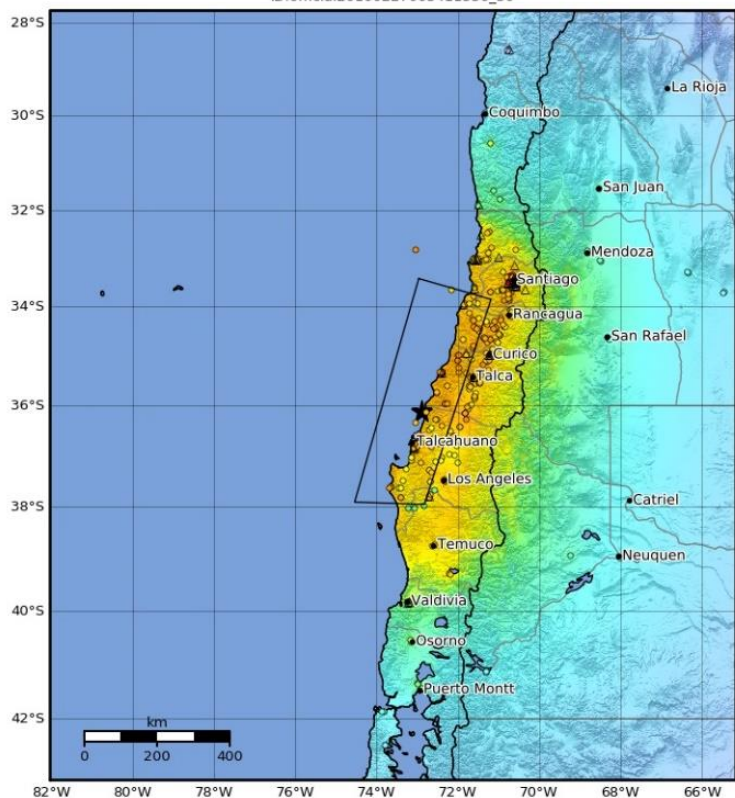 28°S
La Rioja
30°S
Coquimbo
San Juan
32°S
Mendoza
Santiago
34°S
Rancagua
San Rafael
Curico
Talca
36°S
Talcahuano
Los Angeles
38°S
Catriel
Temuco
Neuquen
40°S
Valdivia
Osorno
Puerto Montt
42°S
km
0 200 400
82°W 80°W 78°W 76°W 74°W 72°W 70°W 68°W 66°W